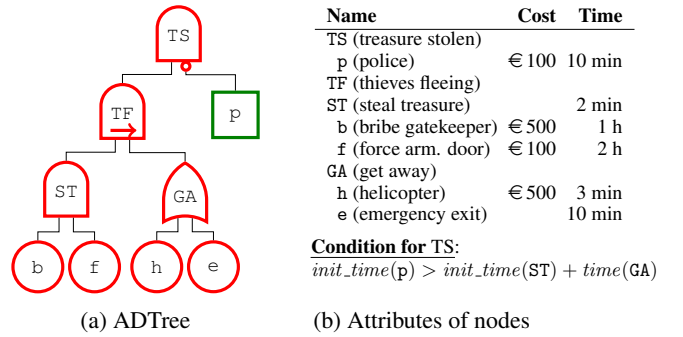 TS
TF
p
ST
GA
b
f
h
e
(a) ADTree
Name Cost Time
TS (treasure stolen)
p (police) €100 10 min
TF (thieves fleeing)
ST (steal treasure) 2 min
b (bribe gatekeeper) €500 1 h
f (force arm. door) €100 2 h
GA (get away)
h (helicopter) €500 3 min
e (emergency exit) 10 min
Condition for TS:
init_time(p) > init_time(ST) + time(GA)
(b) Attributes of nodes